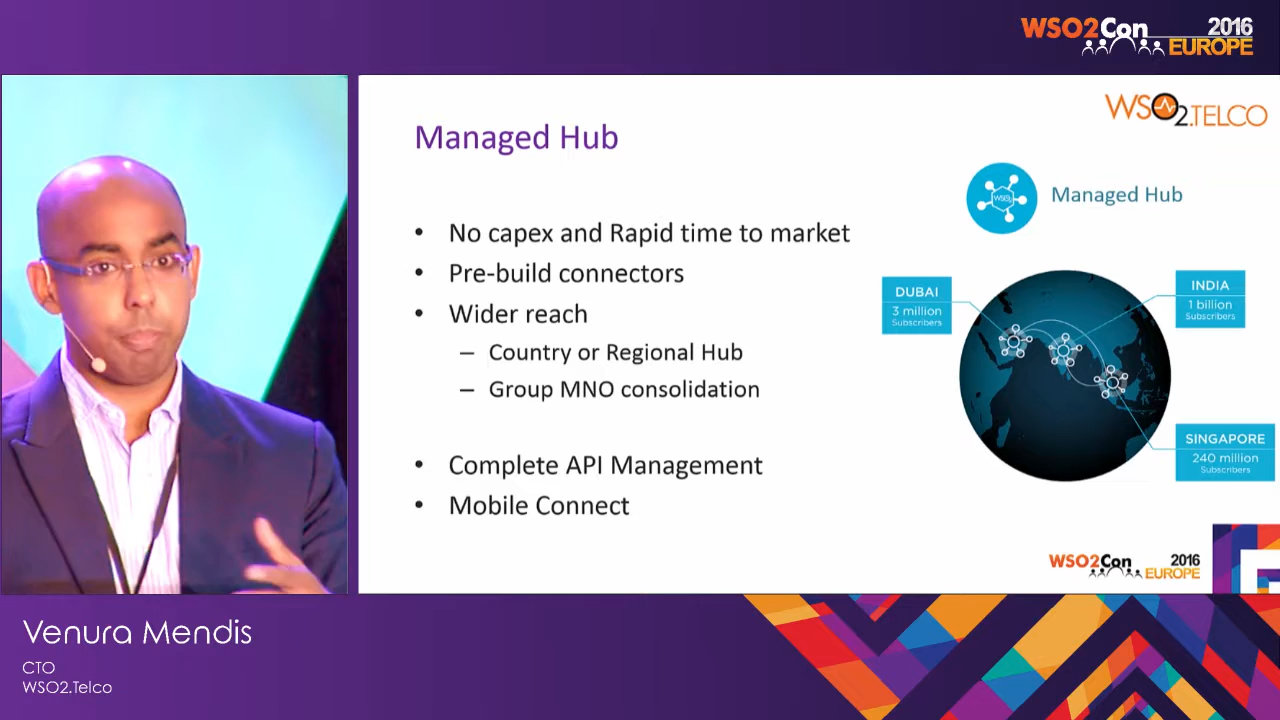 WSO2Con 2016
EUROPE
WSO2.TELCO
Managed Hub
Managed Hub
• No capex and Rapid time to market
• Pre-build connectors
• Wider reach
– Country or Regional Hub
– Group MNO consolidation
• Complete API Management
• Mobile Connect
WSO2
DUBAI
3 million
Subscribers
INDIA
1 billion
Subscribers
SINGAPORE
240 million
Subscribers
WSO2Con 2016
EUROPE
Venura Mendis
CTO
WSO2.Telco